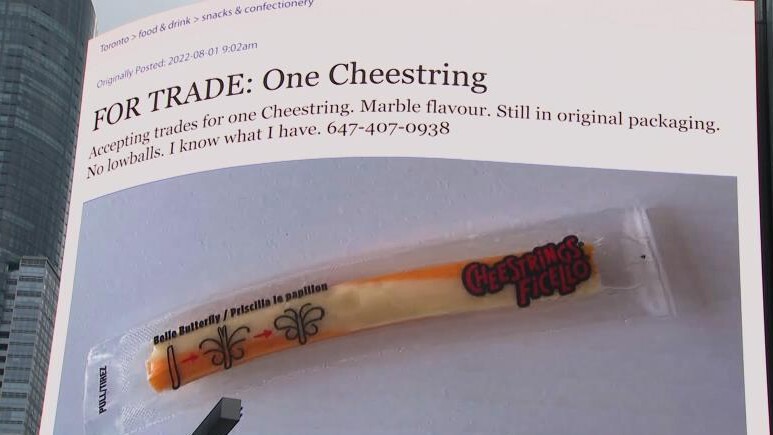 Toronto > food & drink > snacks & confectionery
Originally Posted: 2022-08-01 9:02am
FOR TRADE: One Cheestring
Accepting trades for one Cheestring. Marble flavour. Still in original packaging.
No lowballs. I know what I have. 647-407-0938
Belle Butterfly / Priscilla le papillon
CHEESTRINGS
FICELLO
PULL/TIREZ